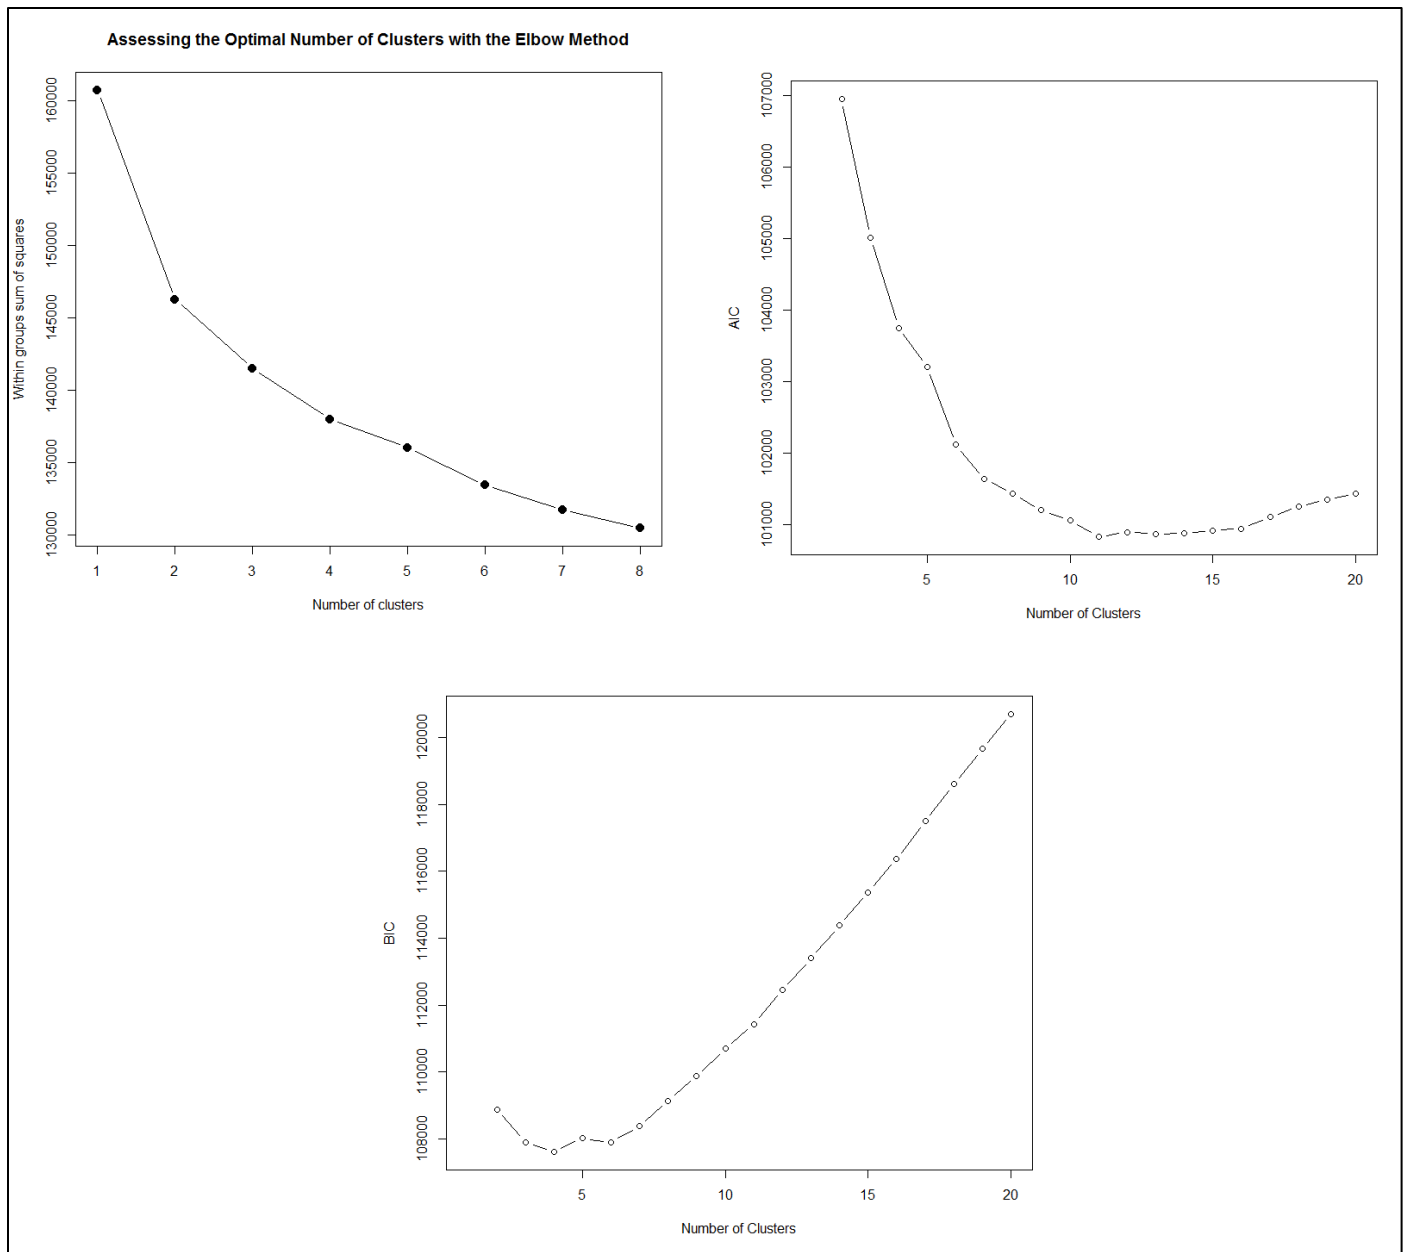 Assessing the Optimal Number of Clusters with the Elbow Method
Within groups sum of squares
160000
155000
150000
145000
140000
135000
130000
1 2 3 4 5 6 7 8
Number of clusters
AIC
107000
106000
105000
104000
103000
102000
101000
5 10 15 20
Number of Clusters
BIC
120000
118000
116000
114000
112000
110000
108000
5 10 15 20
Number of Clusters